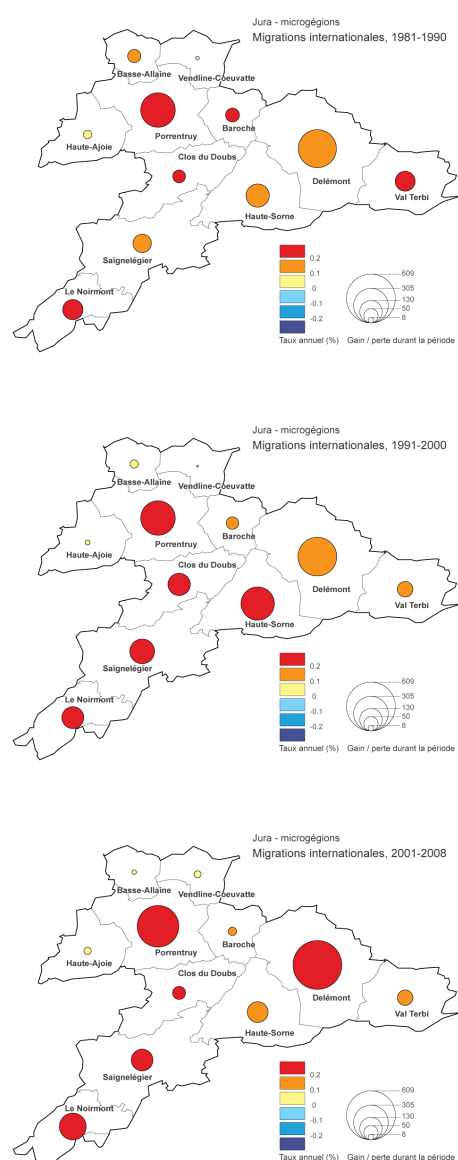 Jura - microgégions
Migrations internationales, 1981-1990
Basse-Allaine
Vendline-Coeuvatte
Haute-Ajoie
Porrentruy
Baroche
Clos du Doubs
Delémont
Val Terbi
Haute-Sorne
Saignelégier
Le Noirmont
0.2
0.1
0
-0.1
-0.2
609
305
130
50
8
Taux annuel (%) Gain / perte durant la période
Jura - microgégions
Migrations internationales, 1991-2000
Basse-Allaine
Vendline-Coeuvatte
Haute-Ajoie
Porrentruy
Baroche
Clos du Doubs
Delémont
Val Terbi
Haute-Sorne
Saignelégier
Le Noirmont
0.2
0.1
0
-0.1
-0.2
609
305
130
50
8
Taux annuel (%) Gain / perte durant la période
Jura - microgégions
Migrations internationales, 2001-2008
Basse-Allaine
Vendline-Coeuvatte
Haute-Ajoie
Porrentruy
Baroche
Clos du Doubs
Delémont
Val Terbi
Haute-Sorne
Saignelégier
Le Noirmont
0.2
0.1
0
-0.1
-0.2
609
305
130
50
8
Taux annuel (%) Gain / perte durant la période